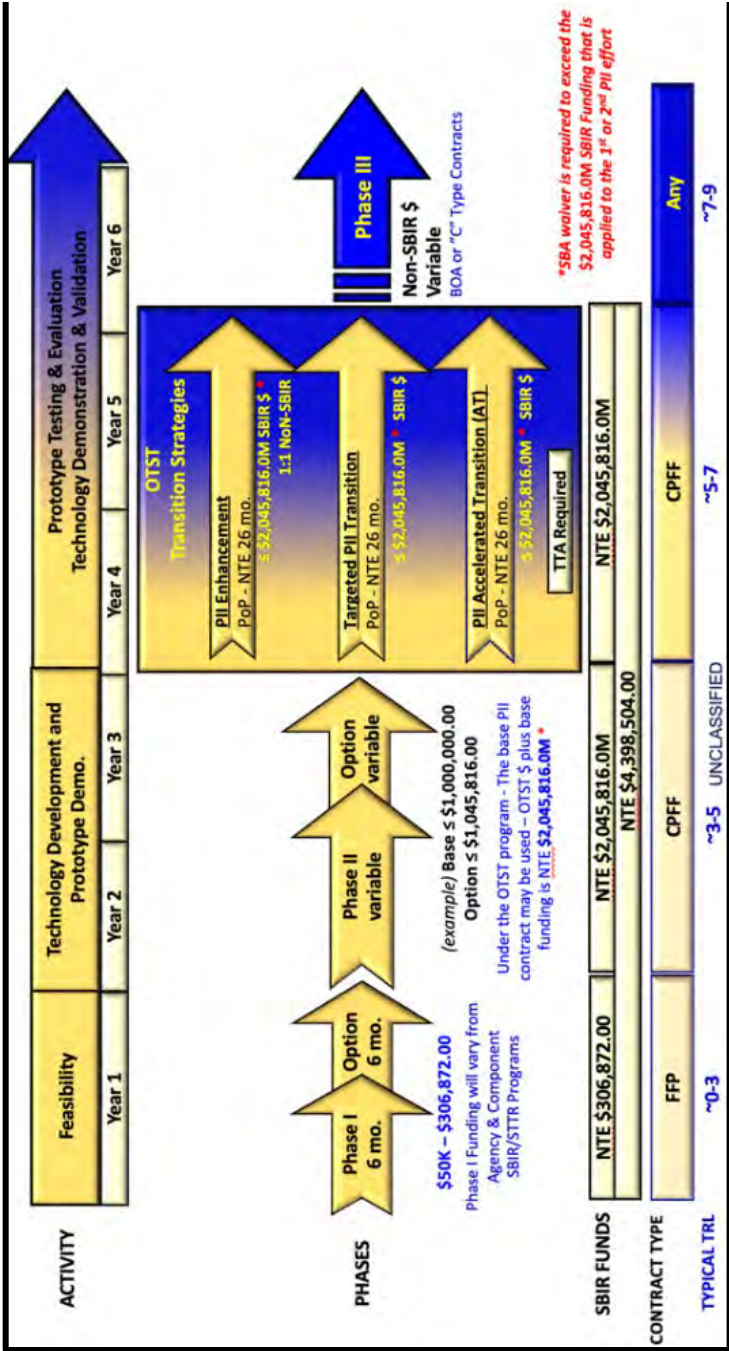 ACTIVITY
Feasibility
Technology Development and
Prototype Demo.
Prototype Testing & Evaluation
Technology Demonstration & Validation
Year 1
Year 2
Year 3
Year 4
Year 5
Year 6
PHASES
Phase I
6 mo.
Option
6 mo.
$50K – $306,872.00
Phase I Funding will vary from
Agency & Component
SBIR/STTR Programs
Phase II
variable
Option
variable
(example) Base ≤ $1,000,000.00
Option ≤ $1,045,816.00
Under the OTST program - The base PII
contract may be used – OTST $ plus base
funding is NTE $2,045,816.0M *
OTST
Transition Strategies
PII Enhancement
PoP - NTE 26 mo.
≤ $2,045,816.0M SBIR $ *
1:1 NoN-SBIR
Targeted PII Transition
PoP - NTE 26 mo.
≤ $2,045,816.0M * SBIR $
PII Accelerated Transition (AT)
PoP - NTE 26 mo.
≤ $2,045,816.0M * SBIR $
TTA Required
Phase III
Non-SBIR $
Variable
BOA or "C" Type Contracts
*SBA waiver is required to exceed the
$2,045,816.0M SBIR Funding that is
applied to the 1st or 2nd PII effort
SBIR FUNDS
NTE $306,872.00
NTE $2,045,816.0M
NTE $2,045,816.0M
NTE $4,398,504.00
CONTRACT TYPE
FFP
CPFF
CPFF
Any
TYPICAL TRL
~0-3
~3-5
UNCLASSIFIED
~5-7
~7-9